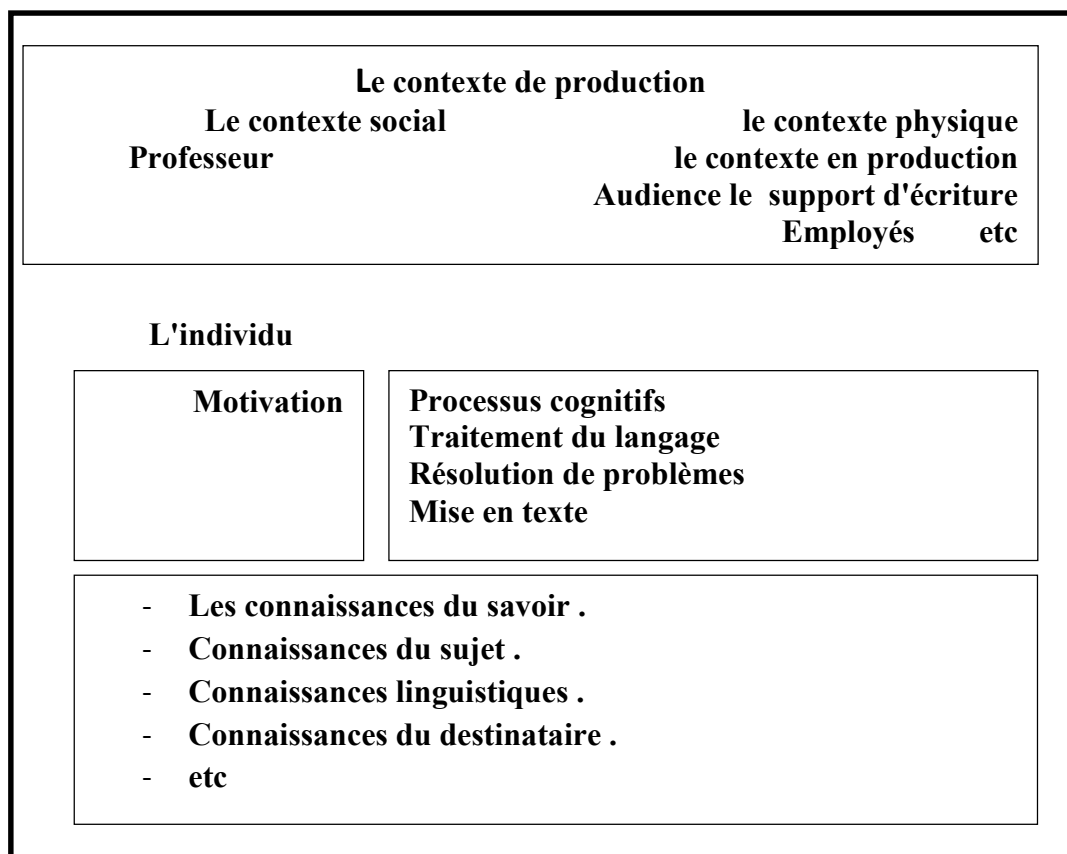 Le contexte de production
Le contexte social le contexte physique
Professeur le contexte en production
Audience le support d'écriture
Employés etc
L'individu
Motivation
Processus cognitifs
Traitement du langage
Résolution de problèmes
Mise en texte
- Les connaissances du savoir .
- Connaissances du sujet .
- Connaissances linguistiques .
- Connaissances du destinataire .
- etc